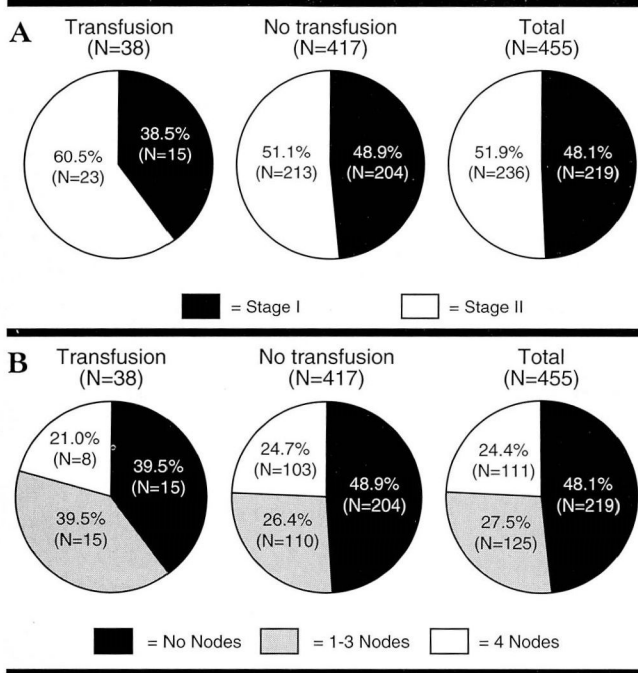 A
Transfusion
(N=38)
No transfusion
(N=417)
Total
(N=455)
60.5%
(N=23)
38.5%
(N=15)
51.1%
(N=213)
48.9%
(N=204)
51.9%
(N=236)
48.1%
(N=219)
= Stage I
= Stage II
B
Transfusion
(N=38)
No transfusion
(N=417)
Total
(N=455)
21.0%
(N=8)
39.5%
(N=15)
39.5%
(N=15)
24.7%
(N=103)
48.9%
(N=204)
26.4%
(N=110)
24.4%
(N=111)
48.1%
(N=219)
27.5%
(N=125)
= No Nodes
= 1-3 Nodes
= 4 Nodes